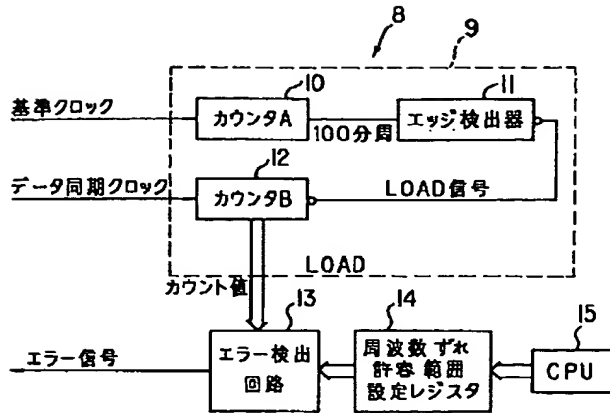 8
9
10
11
基準クロック
カウンタA
100分周
エッジ検出器
12
データ同期クロック
カウンタB
LOAD信号
LOAD
カウント値
13
14
15
エラー信号
エラー検出
回路
周波数ずれ
許容範囲
設定レジスタ
CPU